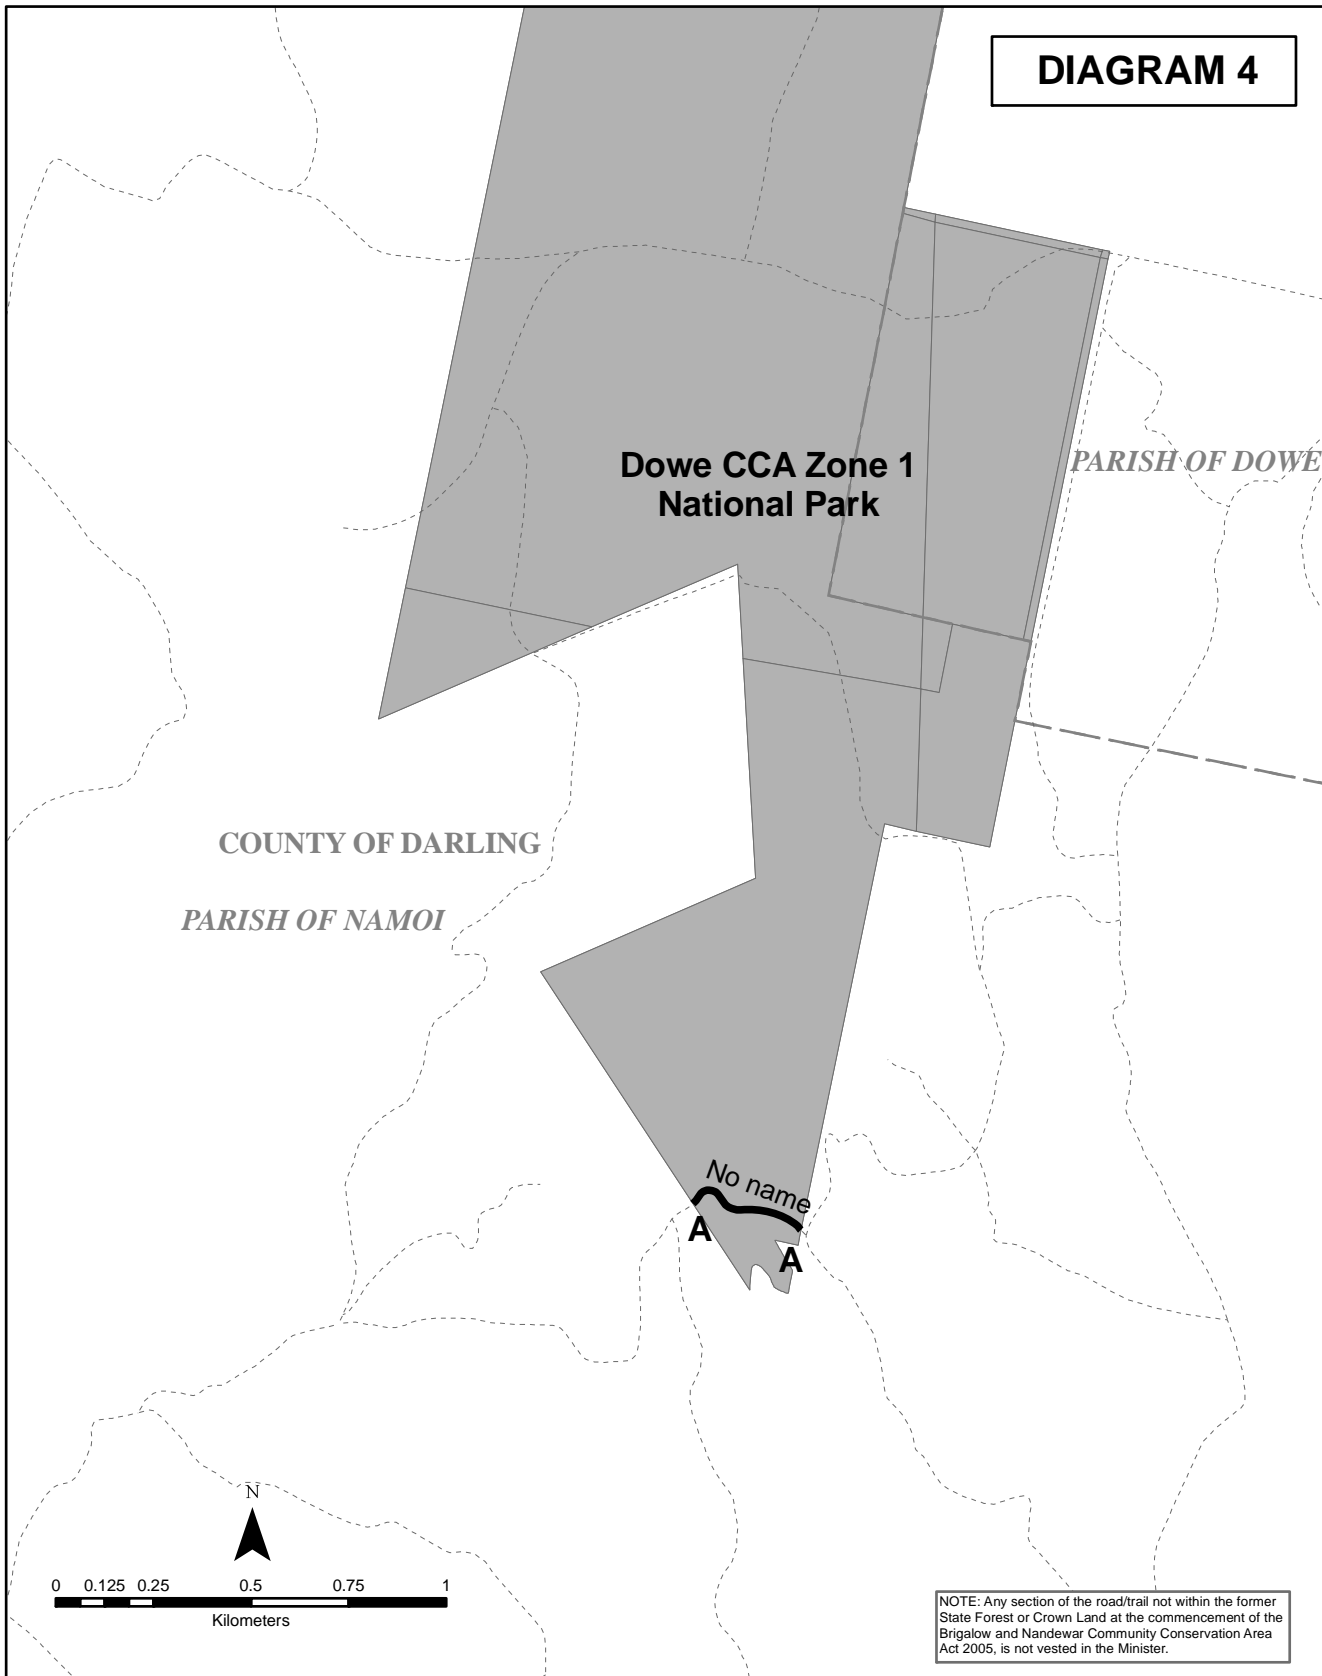 DIAGRAM 4
Dowe CCA Zone 1
National Park
PARISH OF DOWE
COUNTY OF DARLING
PARISH OF NAMOI
No name
A
A
N
0 0.125 0.25 0.5 0.75 1
Kilometers
NOTE: Any section of the road/trail not within the former
State Forest or Crown Land at the commencement of the
Brigalow and Nandewar Community Conservation Area
Act 2005, is not vested in the Minister.